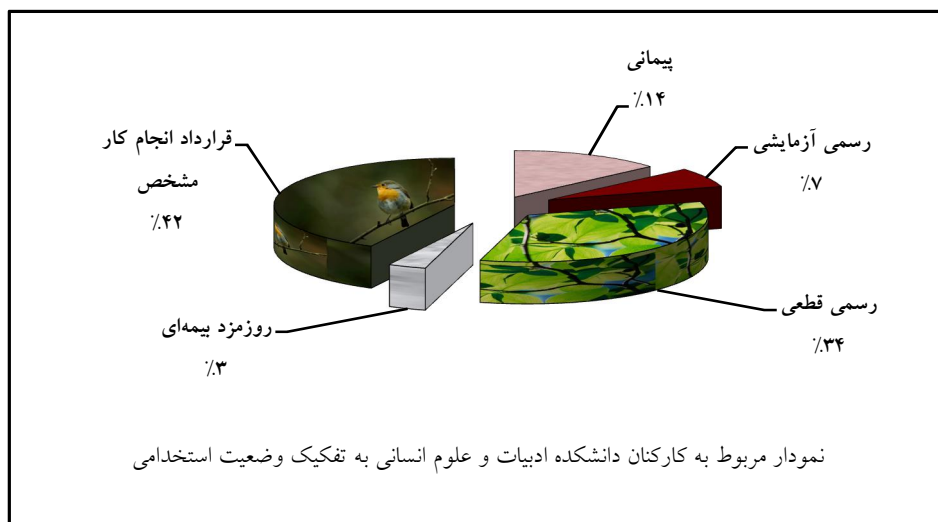 پیمانی
٪۱۴
رسمی آزمایشی
٪۷
رسمی قطعی
٪۳۴
روزمزد بیمه‌ای
٪۳
قرارداد انجام کار
مشخص
٪۴۲
نمودار مربوط به کارکنان دانشکده ادبیات و علوم انسانی به تفکیک وضعیت استخدامی